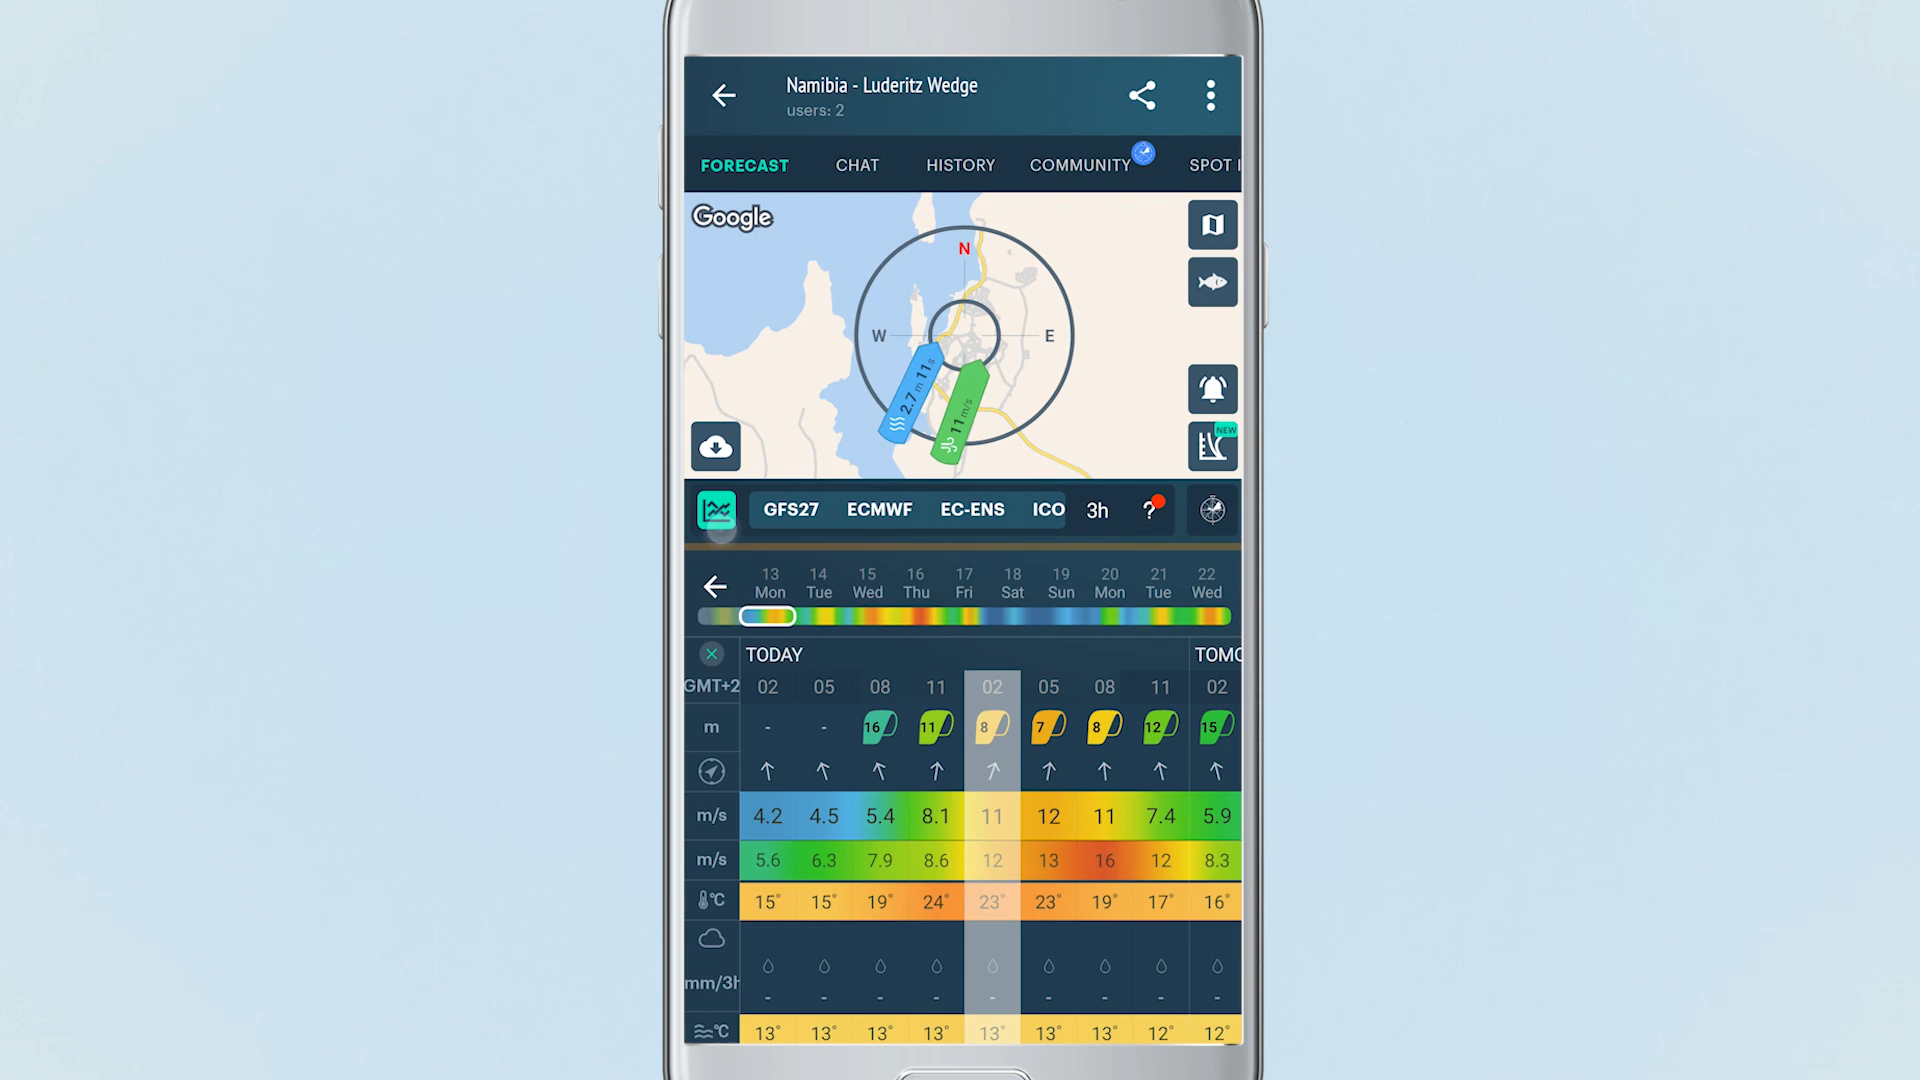 Namibia - Luderitz Wedge
users: 2
FORECAST CHAT HISTORY COMMUNITY SPOT I
Google
N
W E
2.7 m 11 s
11 m/s
NEW
GFS27 ECMWF EC-ENS ICO 3h ?
13 14 15 16 17 18 19 20 21 22
Mon Tue Wed Thu Fri Sat Sun Mon Tue Wed
TODAY TOMO
GMT+2 02 05 08 11 02 05 08 11 02
m - - 16 11 8 7 8 12 15
m/s 4.2 4.5 5.4 8.1 11 12 11 7.4 5.9
m/s 5.6 6.3 7.9 8.6 12 13 16 12 8.3
°C 15° 15° 19° 24° 23° 23° 19° 17° 16°
mm/3h - - - - - - - - -
°C 13° 13° 13° 13° 13° 13° 13° 12° 12°